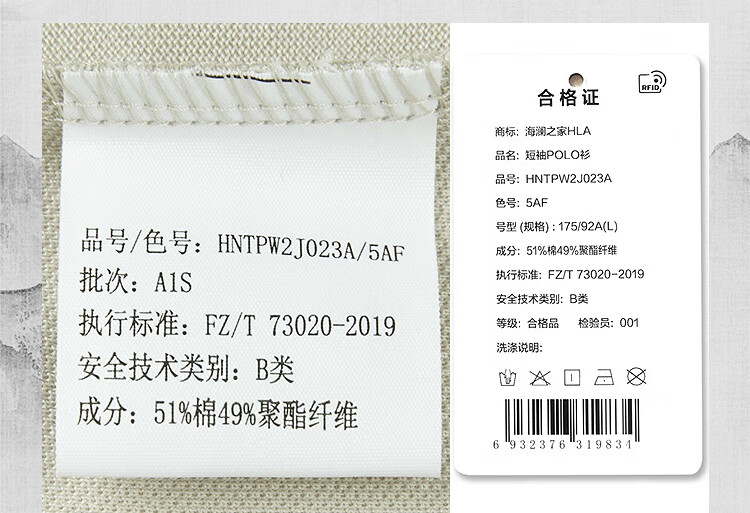 品号/色号：HNTPW2J023A/5AF
批次：A1S
执行标准：FZ/T 73020-2019
安全技术类别：B类
成分：51%棉49%聚酯纤维
RFID
合格证
商标：海澜之家HLA
品名：短袖POLO衫
品号：HNTPW2J023A
色号：5AF
号型(规格)：175/92A(L)
成分：51%棉49%聚酯纤维
执行标准：FZ/T 73020-2019
安全技术类别：B类
等级：合格品 检验员：001
洗涤说明：
6 932376 319834